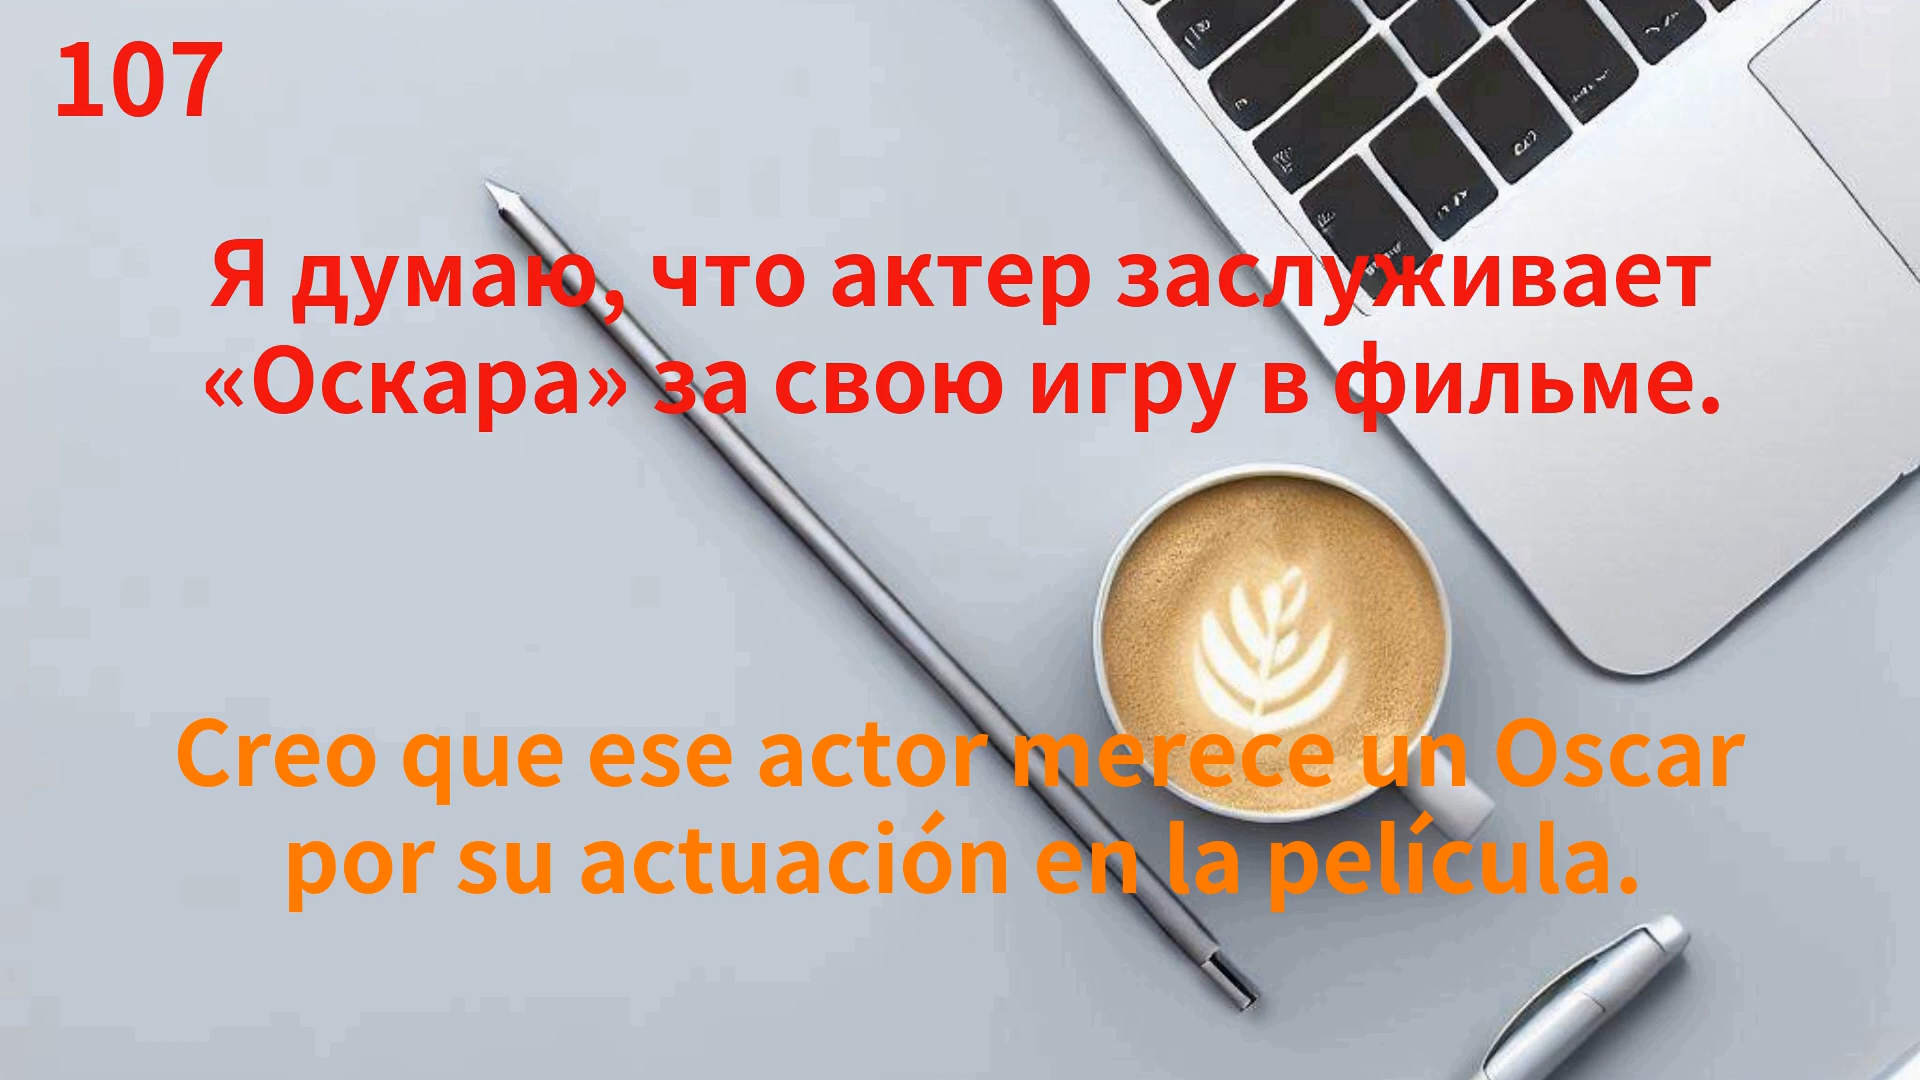 107
Я думаю, что актер заслуживает
«Оскара» за свою игру в фильме.
Creo que ese actor merece un Oscar
por su actuación en la película.